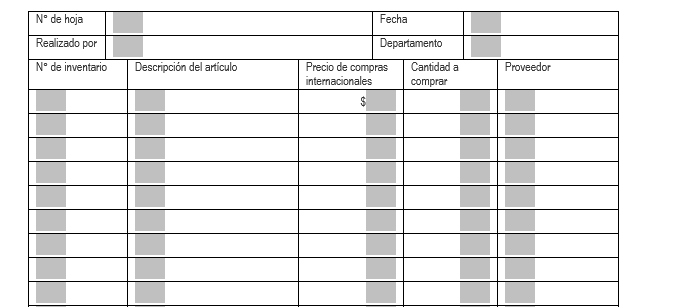 N° de hoja Fecha
Realizado por Departamento
N° de inventario Descripción del artículo Precio de compras Cantidad a Proveedor
internacionales comprar
$